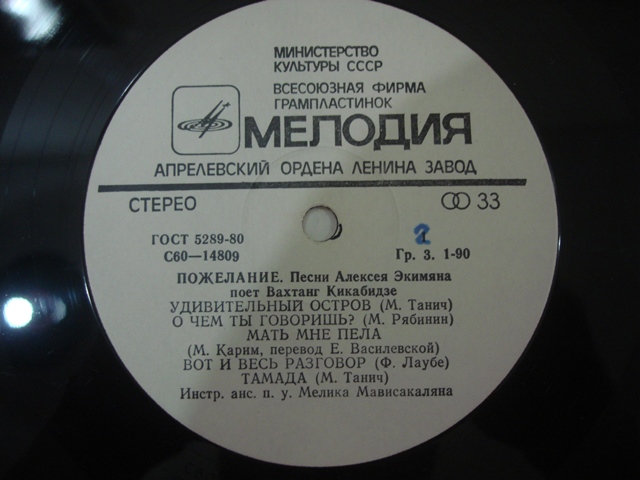 МИНИСТЕРСТВО
КУЛЬТУРЫ СССР
ВСЕСОЮЗНАЯ ФИРМА
ГРАМПЛАСТИНОК
МЕЛОДИЯ
АПРЕЛЕВСКИЙ ОРДЕНА ЛЕНИНА ЗАВОД
СТЕРЕО 33
ГОСТ 5289-80 2
С60—14809 Гр. 3. 1-90
ПОЖЕЛАНИЕ. Песни Алексея Экимяна
поет Вахтанг Кикабидзе
УДИВИТЕЛЬНЫЙ ОСТРОВ (М. Танич)
О ЧЕМ ТЫ ГОВОРИШЬ? (М. Рябинин)
МАТЬ МНЕ ПЕЛА
(М. Карим, перевод Е. Василевской)
ВОТ И ВЕСЬ РАЗГОВОР (Ф. Лаубе)
ТАМАДА (М. Танич)
Инстр. анс. п. у. Мелика Мависакаляна